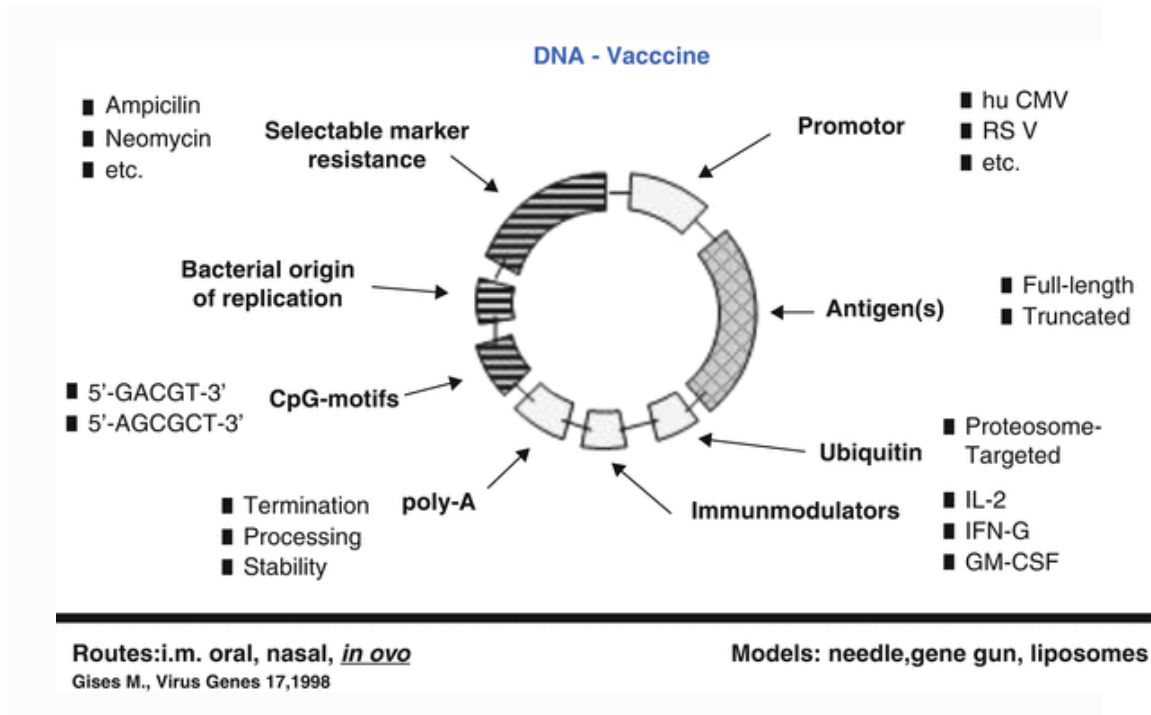 DNA - Vacccine
■ Ampicilin
■ Neomycin
■ etc.
Selectable marker
resistance
Promotor
■ hu CMV
■ RS V
■ etc.
Bacterial origin
of replication
Antigen(s)
■ Full-length
■ Truncated
■ 5’-GACGT-3’
■ 5’-AGCGCT-3’
CpG-motifs
Ubiquitin
■ Proteosome-
Targeted
■ Termination
■ Processing
■ Stability
poly-A
Immunmodulators
■ IL-2
■ IFN-G
■ GM-CSF
Routes:i.m. oral, nasal, in ovo
Models: needle,gene gun, liposomes
Gises M., Virus Genes 17,1998